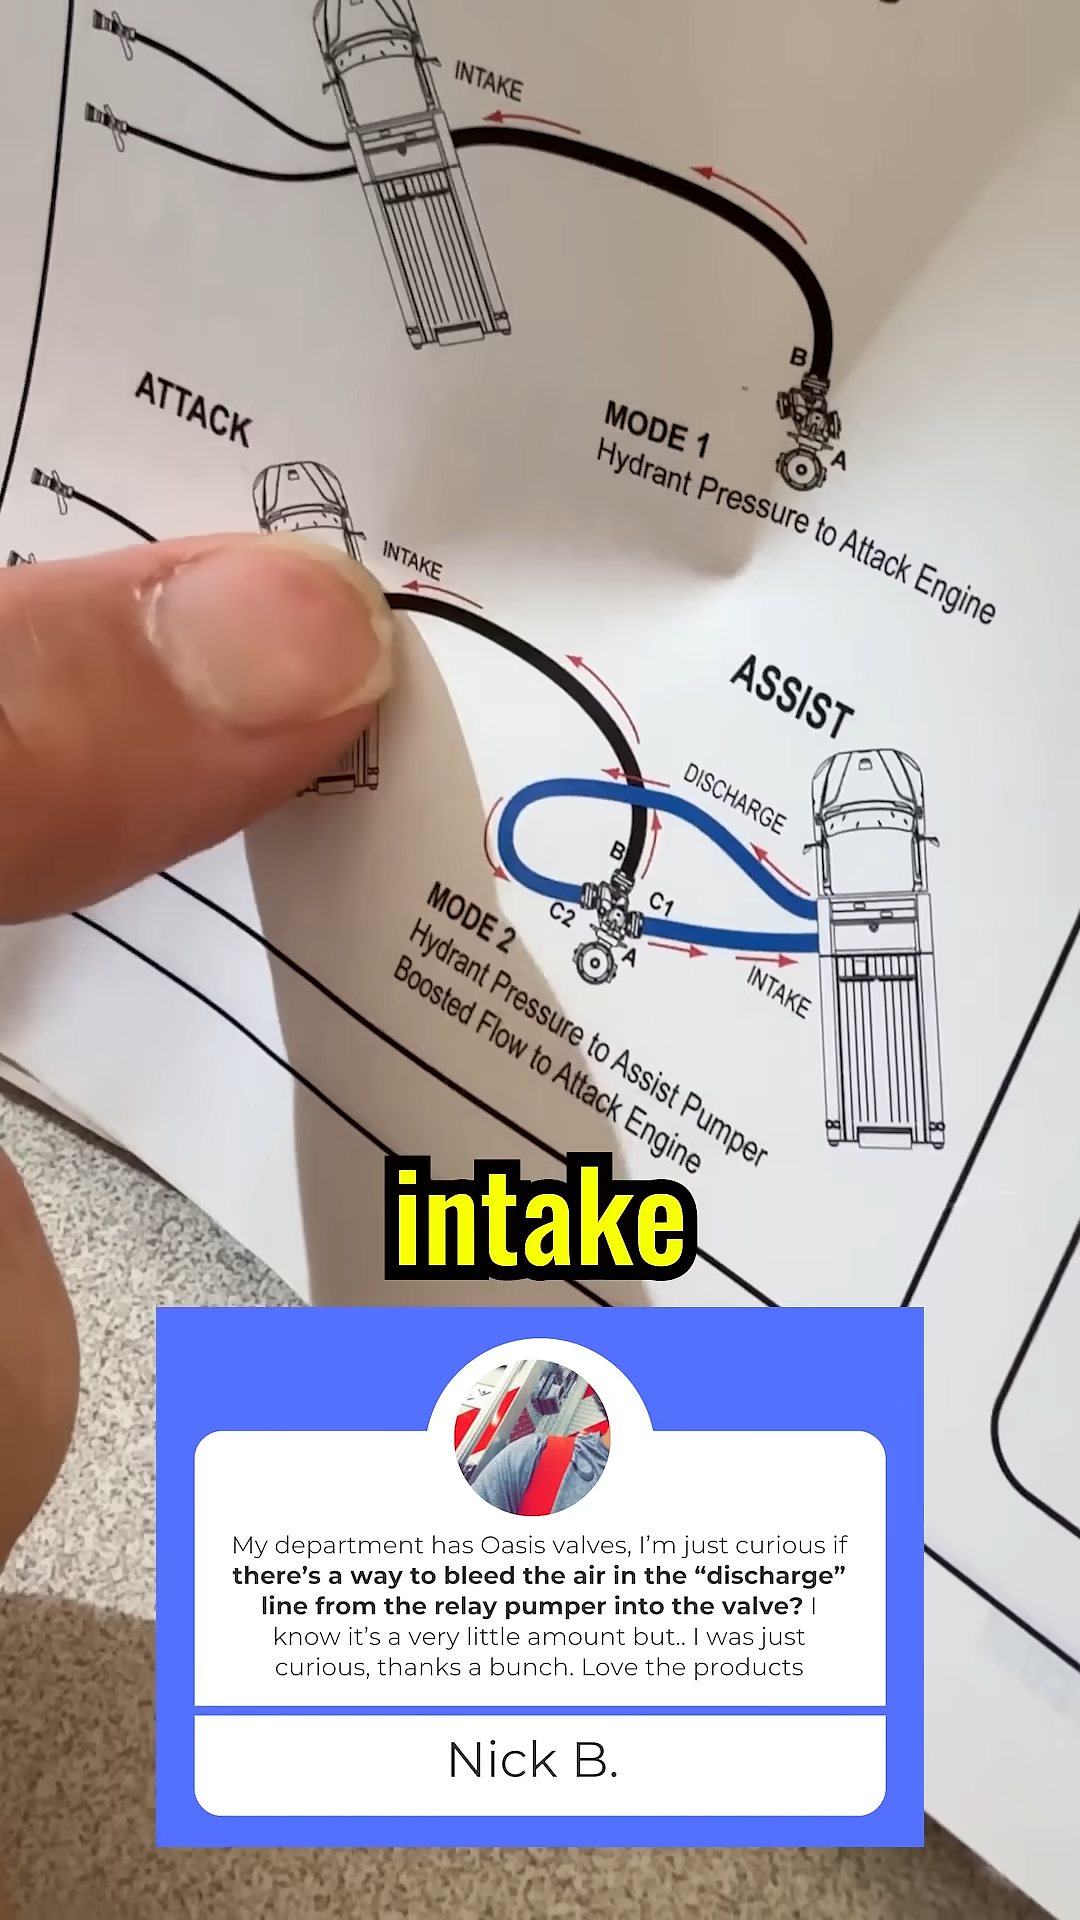 INTAKE
B
A
MODE 1
Hydrant Pressure to Attack Engine
ATTACK
INTAKE
ASSIST
DISCHARGE
B
C1
C2
A
INTAKE
MODE 2
Hydrant Pressure to Assist Pumper
Boosted Flow to Attack Engine
intake
My department has Oasis valves, I’m just curious if
there’s a way to bleed the air in the “discharge”
line from the relay pumper into the valve? I
know it’s a very little amount but.. I was just
curious, thanks a bunch. Love the products
Nick B.